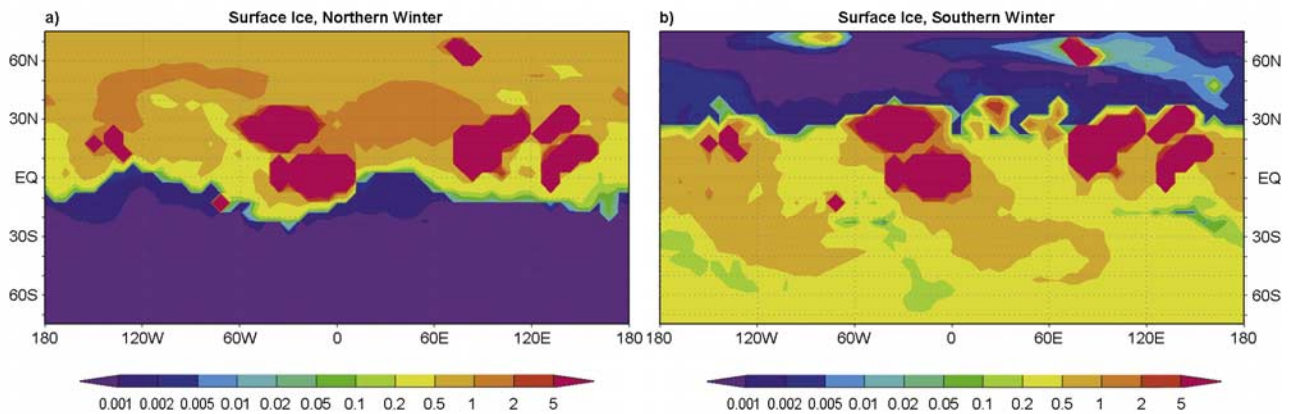 a) Surface Ice, Northern Winter
60N
30N
EQ
30S
60S
180 120W 60W 0 60E 120E 180
0.001 0.002 0.005 0.01 0.02 0.05 0.1 0.2 0.5 1 2 5
b) Surface Ice, Southern Winter
60N
30N
EQ
30S
60S
180 120W 60W 0 60E 120E 180
0.001 0.002 0.005 0.01 0.02 0.05 0.1 0.2 0.5 1 2 5